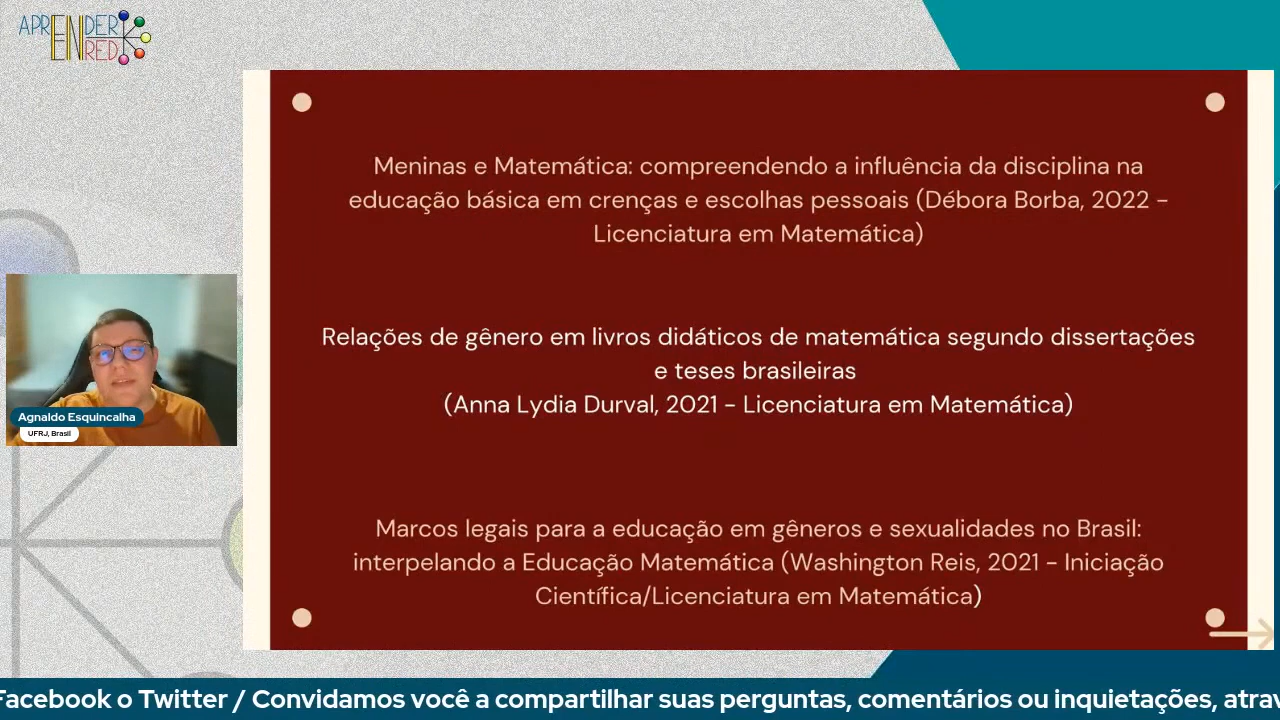 APRENDER
EN RED
Meninas e Matemática: compreendendo a influência da disciplina na
educação básica em crenças e escolhas pessoais (Débora Borba, 2022 -
Licenciatura em Matemática)
Relações de gênero em livros didáticos de matemática segundo dissertações
e teses brasileiras
(Anna Lydia Durval, 2021 - Licenciatura em Matemática)
Marcos legais para a educação em gêneros e sexualidades no Brasil:
interpelando a Educação Matemática (Washington Reis, 2021 - Iniciação
Científica/Licenciatura em Matemática)
Agnaldo Esquincalha
UFRJ, Brasil
Facebook o Twitter / Convidamos você a compartilhar suas perguntas, comentários ou inquietações, atrav